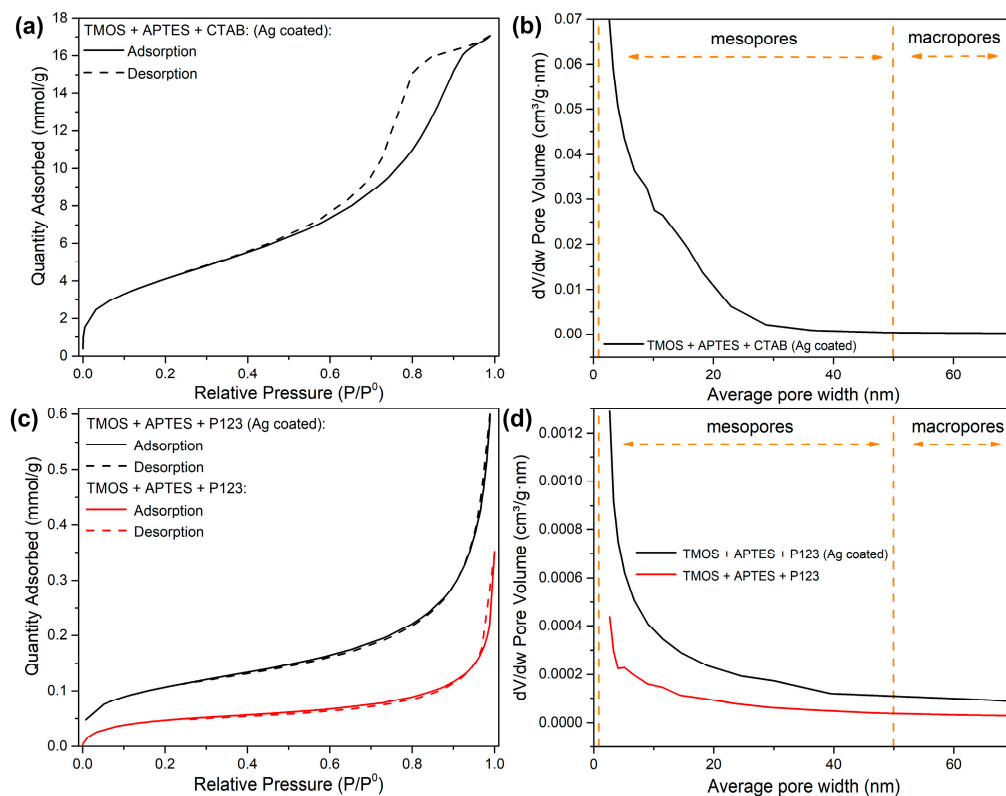 (a)
TMOS + APTES + CTAB: (Ag coated):
Adsorption
Desorption
18
16
14
12
10
8
6
4
2
0
Quantity Adsorbed (mmol/g)
0.0 0.2 0.4 0.6 0.8 1.0
Relative Pressure (P/P⁰)
(b)
mesopores
macropores
0.07
0.06
0.05
0.04
0.03
0.02
0.01
0.00
dV/dw Pore Volume (cm³/g·nm)
TMOS + APTES + CTAB (Ag coated)
0 20 40 60
Average pore width (nm)
(c)
TMOS + APTES + P123 (Ag coated):
Adsorption
Desorption
TMOS + APTES + P123:
Adsorption
Desorption
0.6
0.5
0.4
0.3
0.2
0.1
0.0
Quantity Adsorbed (mmol/g)
0.0 0.2 0.4 0.6 0.8 1.0
Relative Pressure (P/P⁰)
(d)
mesopores
macropores
0.0012
0.0010
0.0008
0.0006
0.0004
0.0002
0.0000
dV/dw Pore Volume (cm³/g·nm)
TMOS + APTES + P123 (Ag coated)
TMOS + APTES + P123
0 20 40 60
Average pore width (nm)